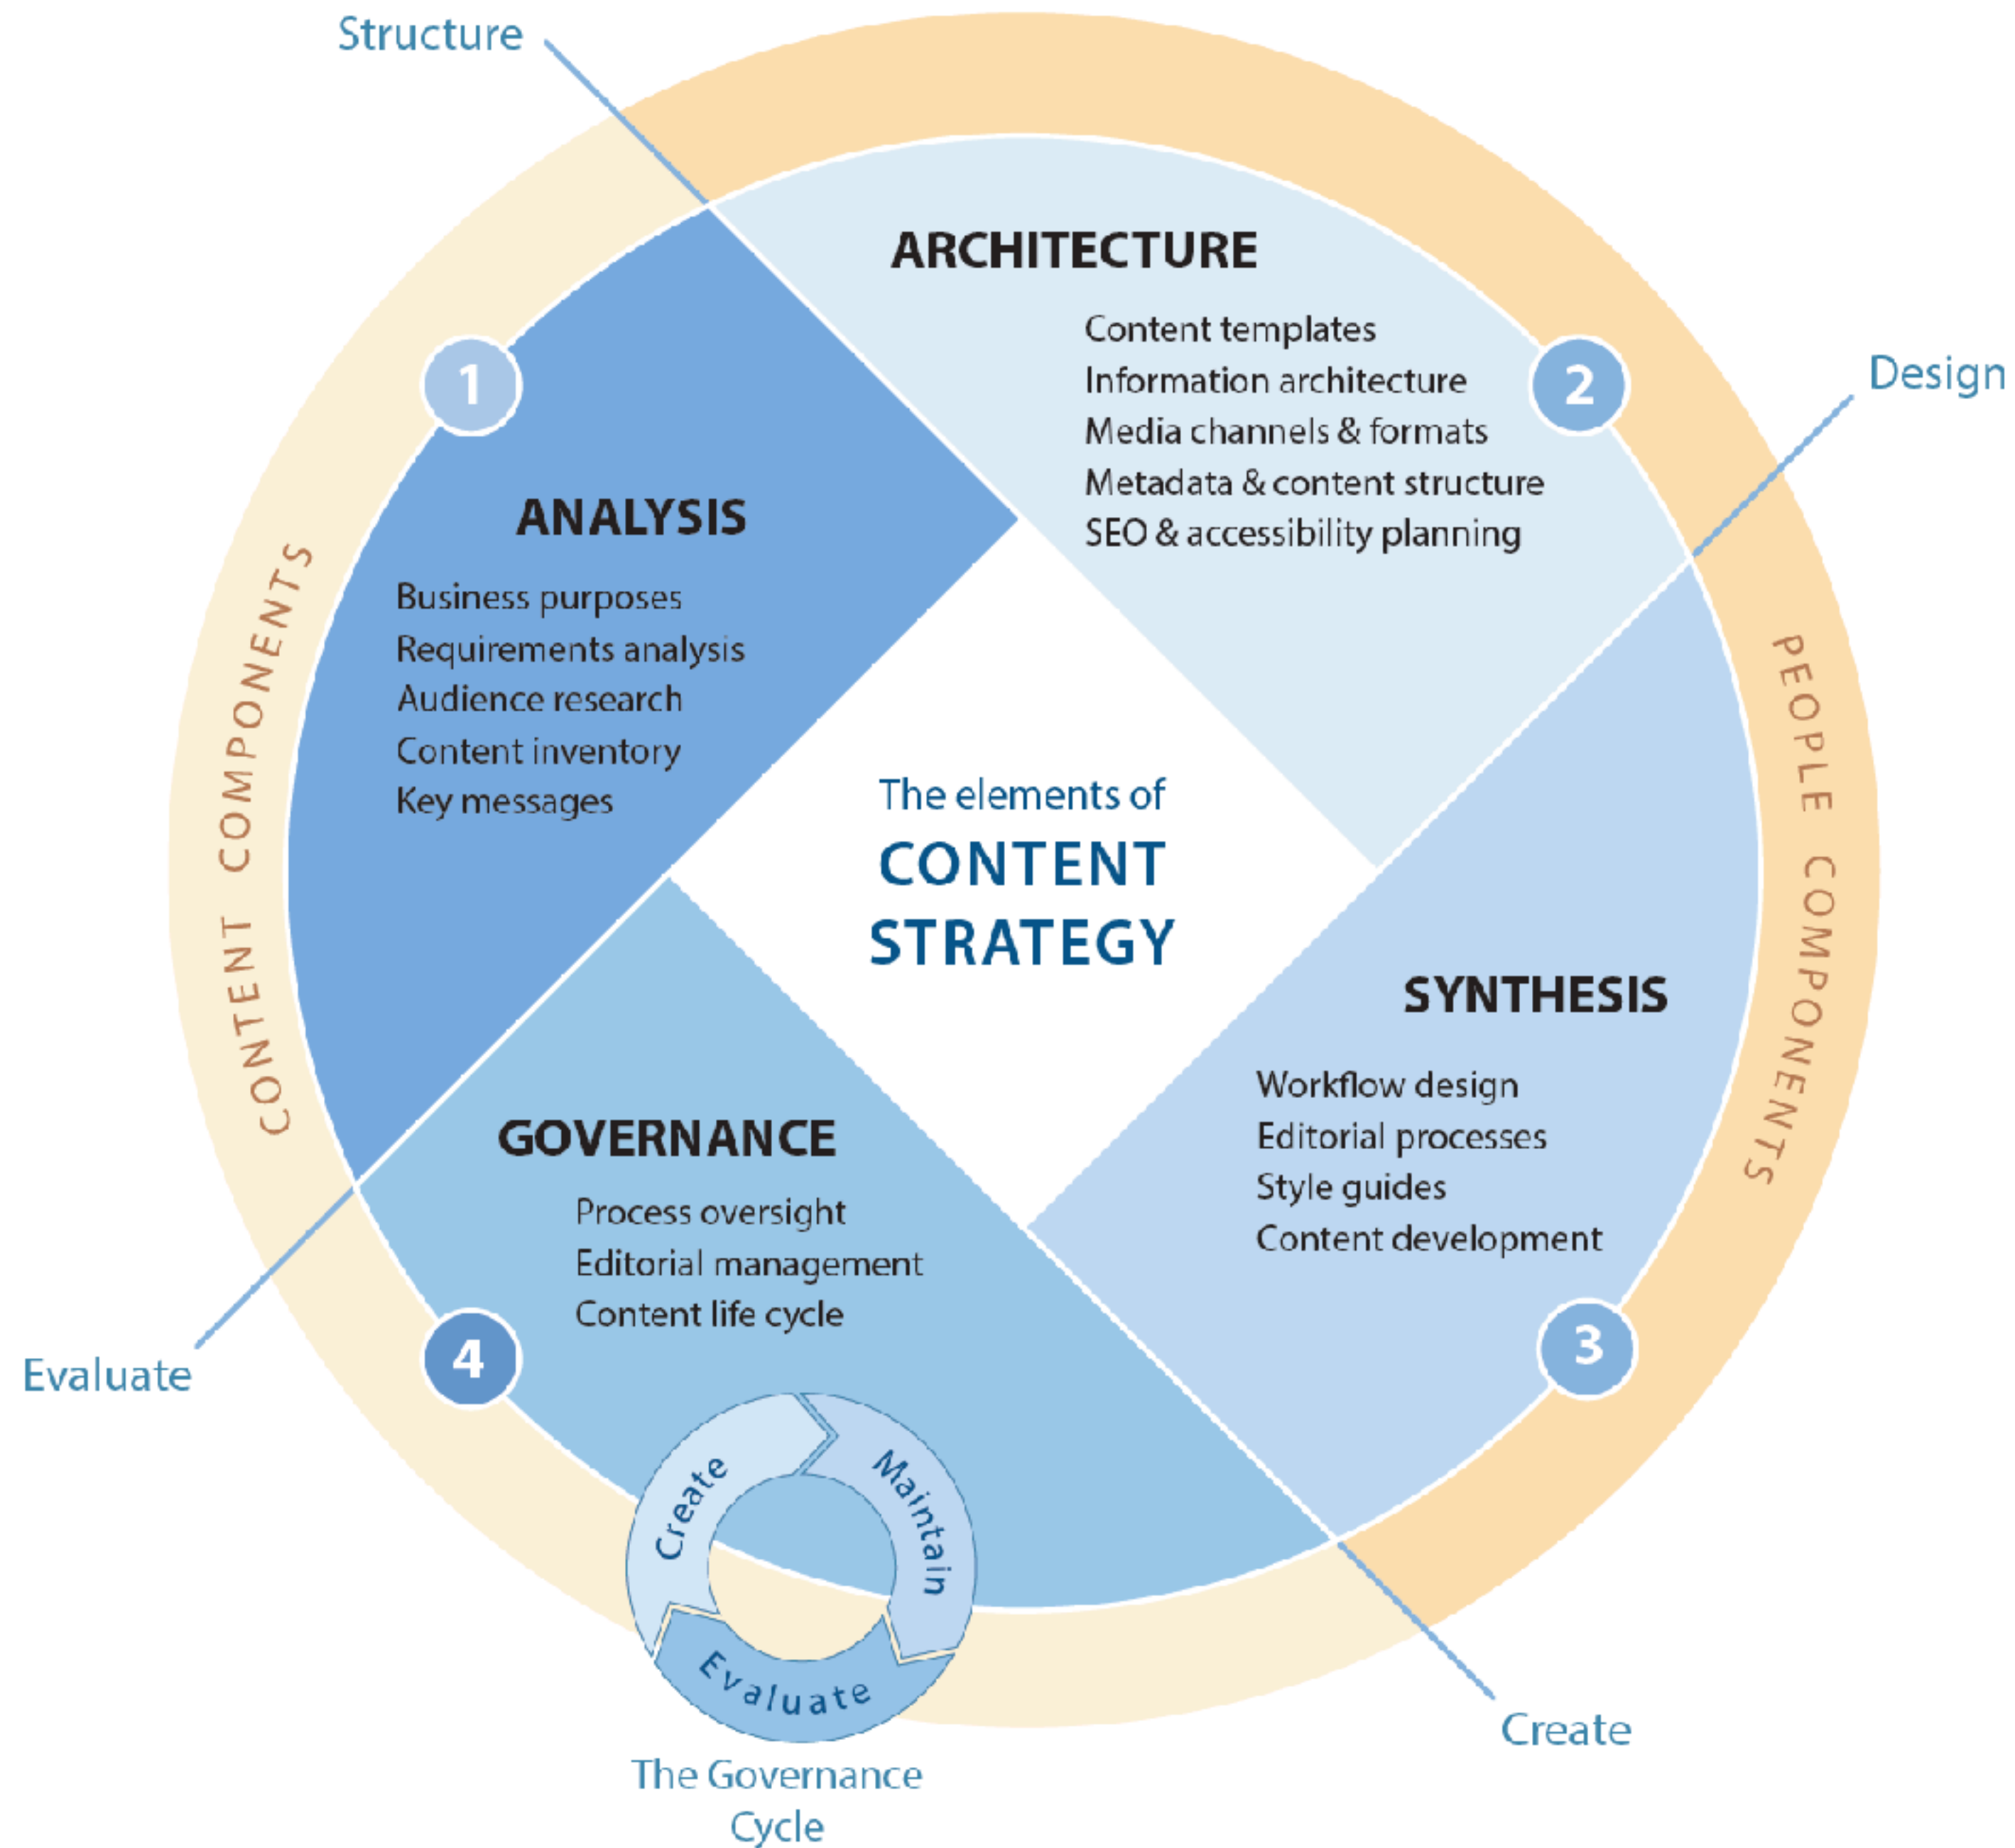 Structure
ARCHITECTURE
Content templates
Information architecture
Media channels & formats
Metadata & content structure
SEO & accessibility planning
2
Design
1
ANALYSIS
Business purposes
Requirements analysis
Audience research
Content inventory
Key messages
CONTENT COMPONENTS
The elements of
CONTENT
STRATEGY
PEOPLE COMPONENTS
SYNTHESIS
Workflow design
Editorial processes
Style guides
Content development
3
GOVERNANCE
Process oversight
Editorial management
Content life cycle
4
Evaluate
Create
Maintain
Evaluate
The Governance
Cycle
Create